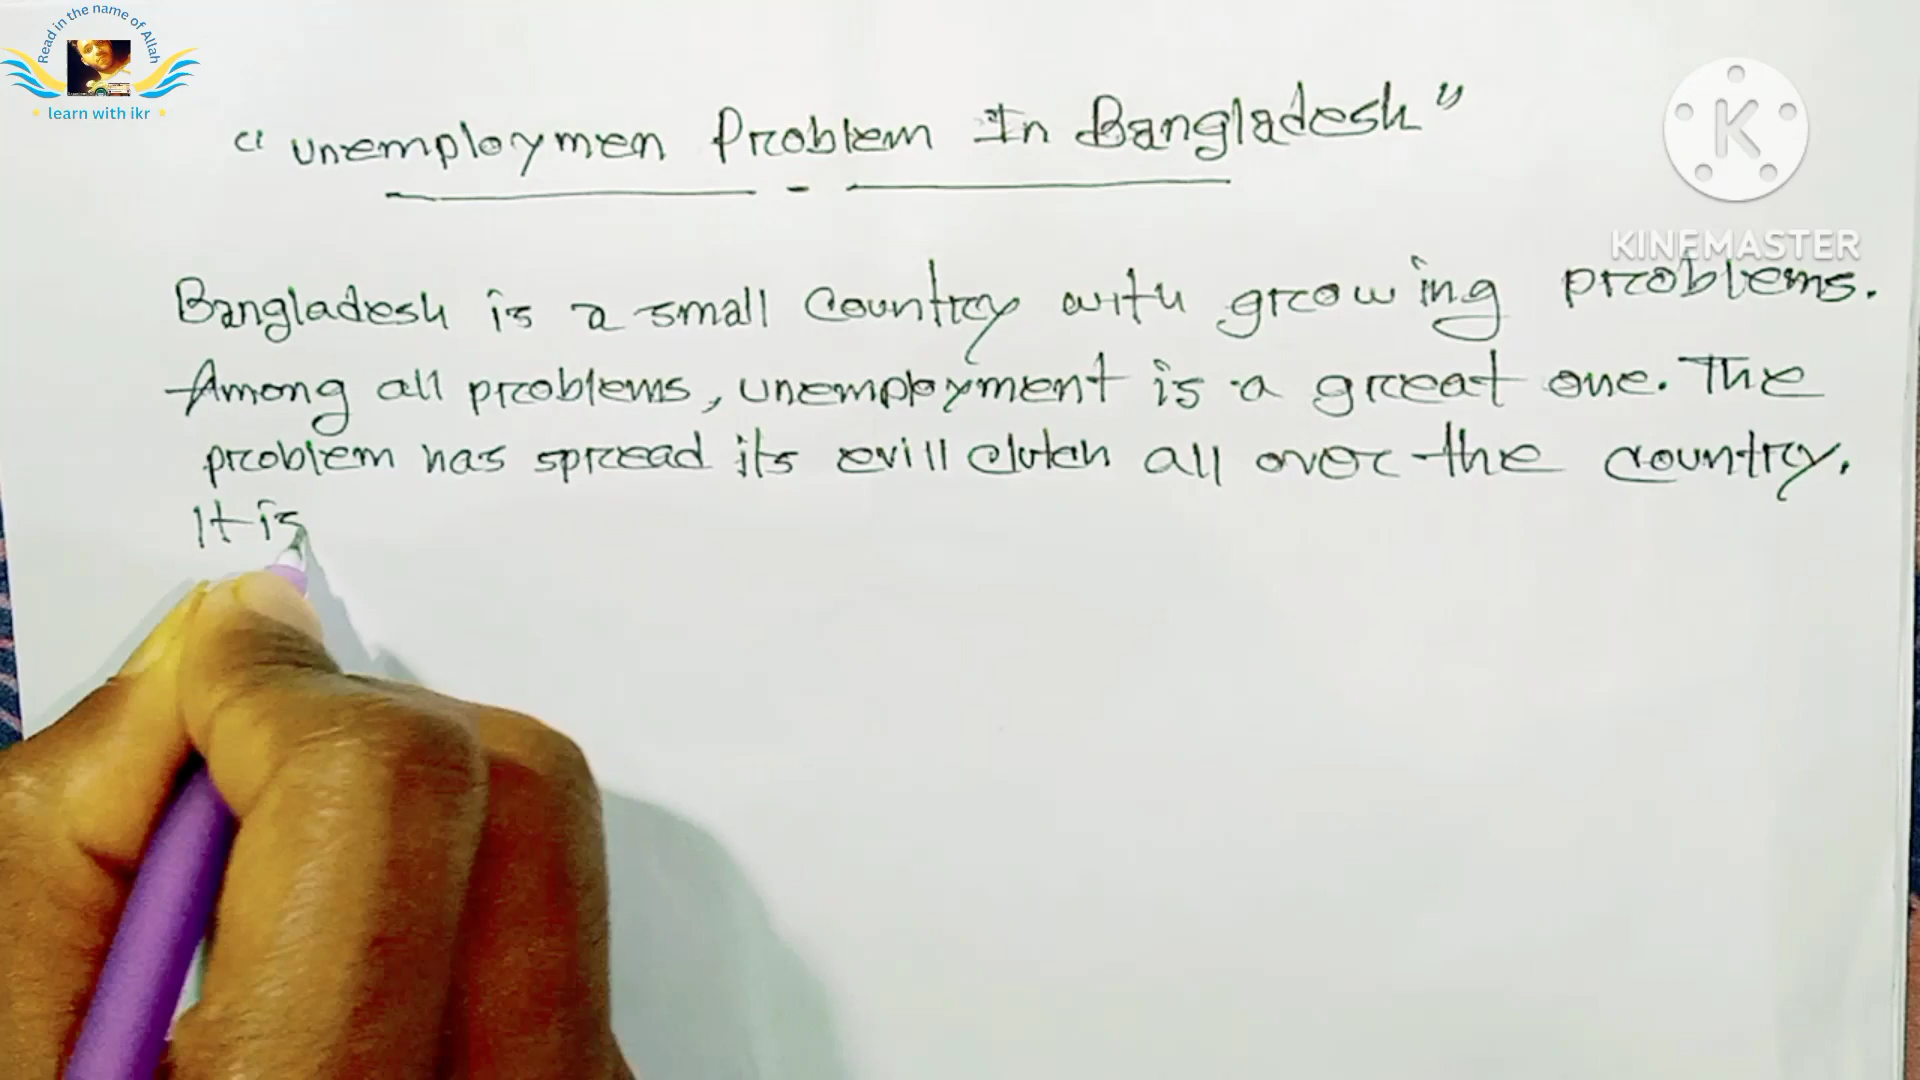 Read in the name of Allah
learn with ikr
KINEMASTER
"Unemploymen Problem In Bangladesh"
Bangladesh is a small Country with growing problems.
Among all problems, unemployment is a great one. The
problem has spread its evill clutch all over the country.
It is